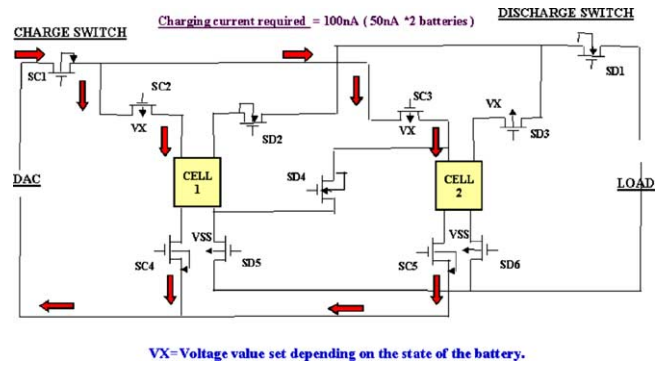 Charging current required = 100nA ( 50nA *2 batteries )
DISCHARGE SWITCH
CHARGE SWITCH
SC1
SD1
SC2
VX
SD2
SC3
VX
VX
SD3
DAC
CELL
1
SD4
CELL
2
LOAD
VSS
SC4
SD5
VSS
SC5
SD6
VX=Voltage value set depending on the state of the battery.